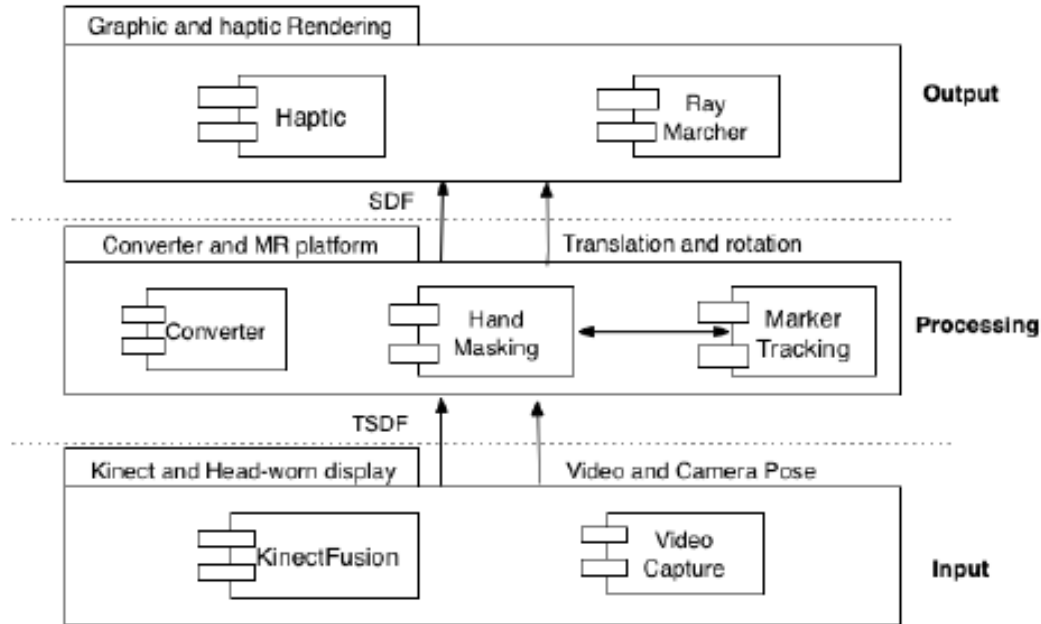 Graphic and haptic Rendering
Haptic
Ray
Marcher
Output
SDF
Converter and MR platform
Translation and rotation
Converter
Hand
Masking
Marker
Tracking
Processing
TSDF
Kinect and Head-worn display
Video and Camera Pose
KinectFusion
Video
Capture
Input